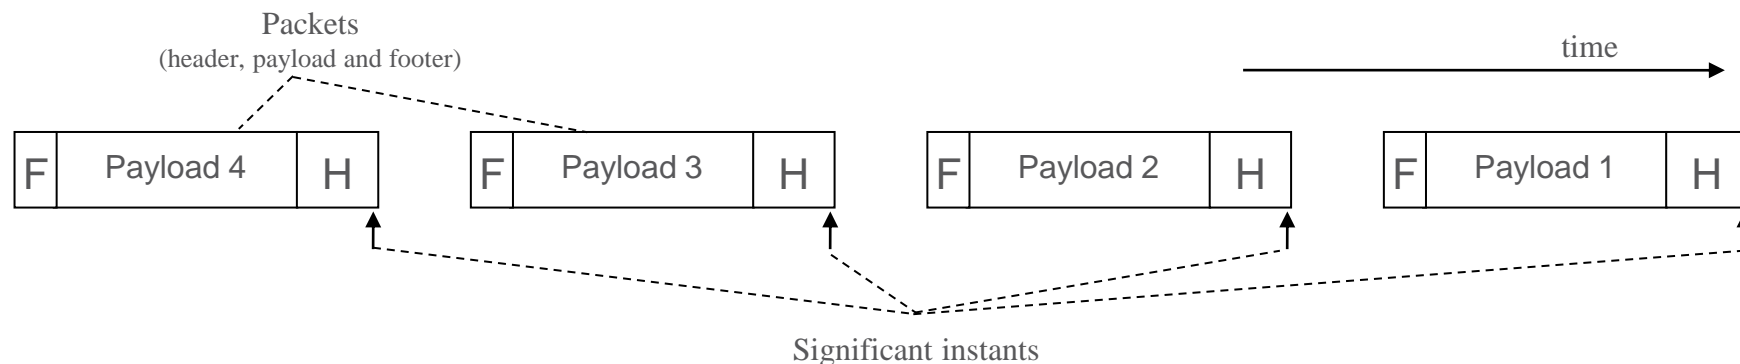 Packets
(header, payload and footer)
time
F Payload 4 H F Payload 3 H F Payload 2 H F Payload 1 H
Significant instants